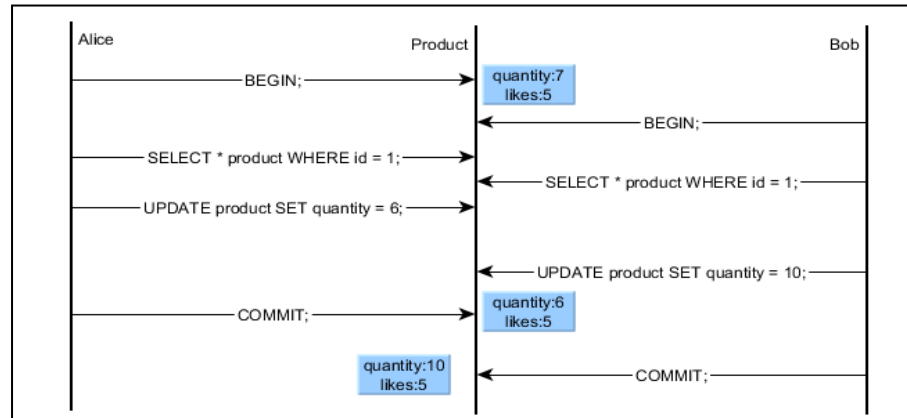 Alice
Product
Bob
BEGIN;
quantity:7
likes:5
BEGIN;
SELECT * product WHERE id = 1;
SELECT * product WHERE id = 1;
UPDATE product SET quantity = 6;
UPDATE product SET quantity = 10;
COMMIT;
quantity:6
likes:5
quantity:10
likes:5
COMMIT;